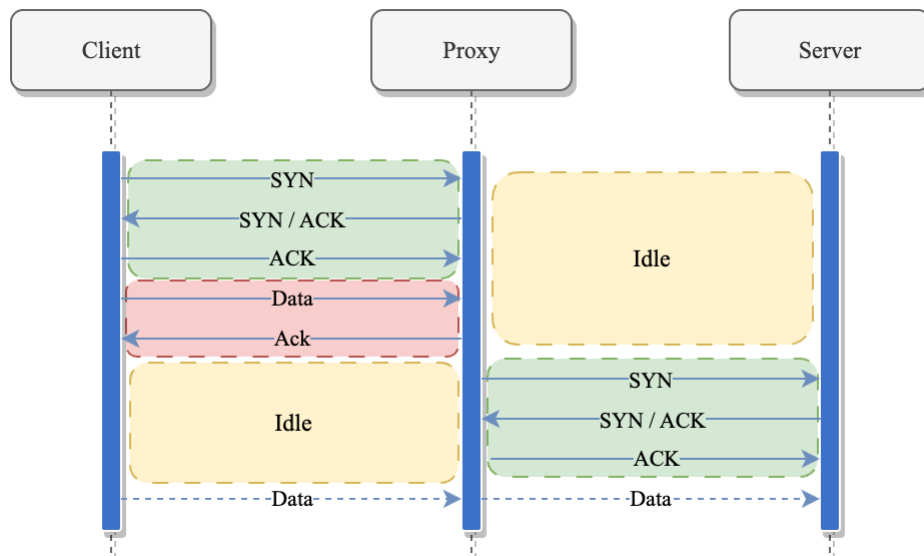 Client
Proxy
Server
SYN
SYN / ACK
ACK
Idle
Data
Ack
SYN
Idle
SYN / ACK
ACK
Data
Data